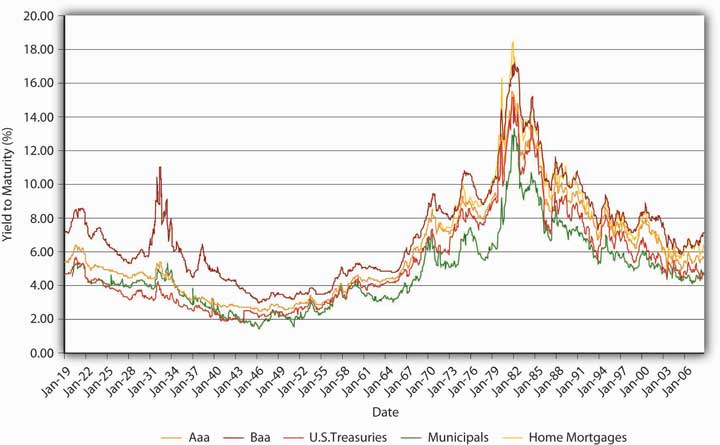 Yield to Maturity (%)
20.00
18.00
16.00
14.00
12.00
10.00
8.00
6.00
4.00
2.00
0.00
Jan-19 Jan-22 Jan-25 Jan-28 Jan-31 Jan-34 Jan-37 Jan-40 Jan-43 Jan-46 Jan-49 Jan-52 Jan-55 Jan-58 Jan-61 Jan-64 Jan-67 Jan-70 Jan-73 Jan-76 Jan-79 Jan-82 Jan-85 Jan-88 Jan-91 Jan-94 Jan-97 Jan-00 Jan-03 Jan-06
Date
Aaa Baa U.S.Treasuries Municipals Home Mortgages